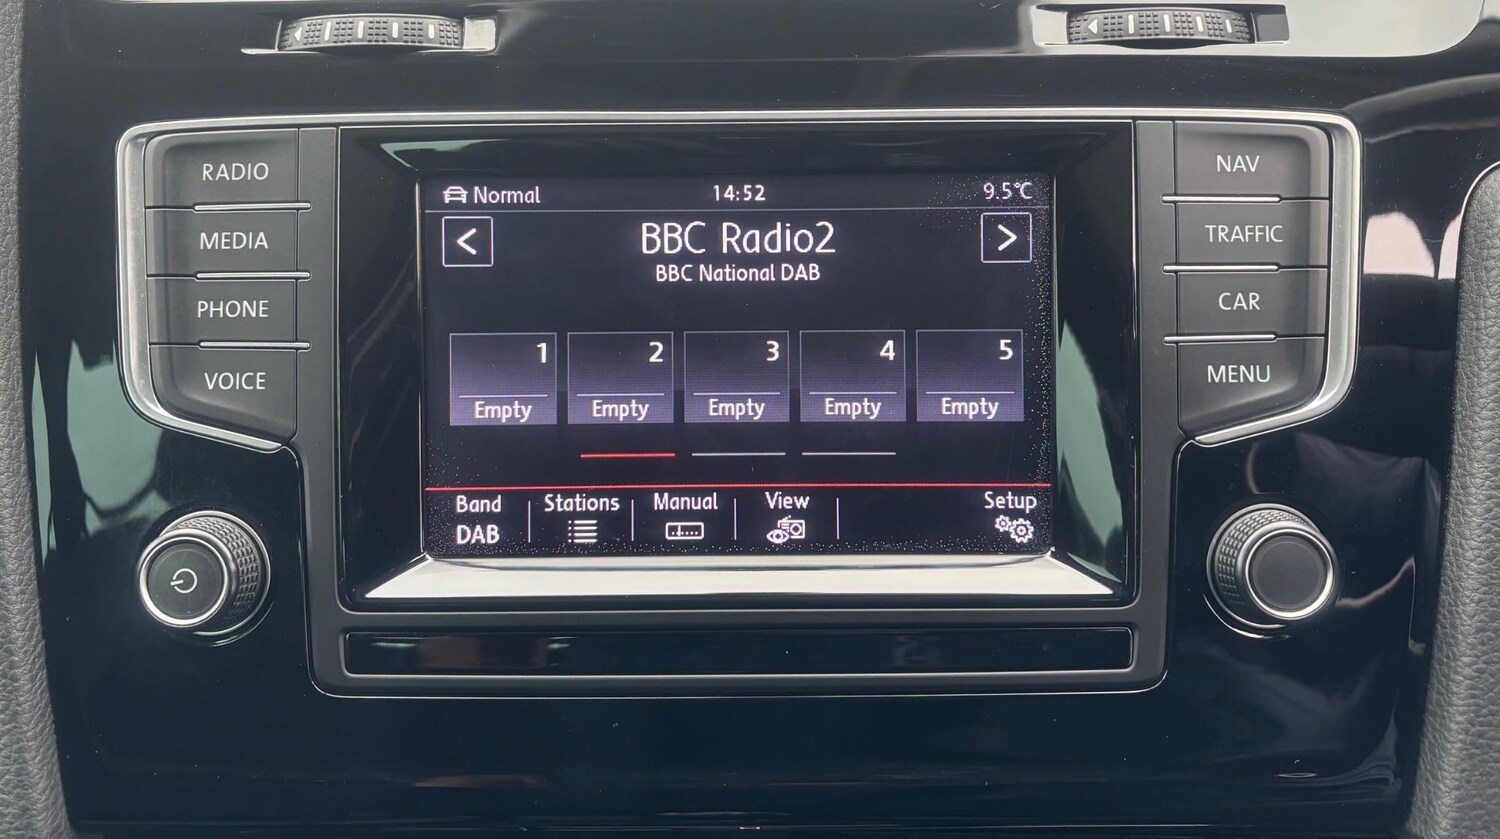 RADIO
MEDIA
PHONE
VOICE
Normal 14:52 9.5°C
< BBC Radio2 >
BBC National DAB
1 2 3 4 5
Empty Empty Empty Empty Empty
Band Stations Manual View Setup
DAB
NAV
TRAFFIC
CAR
MENU